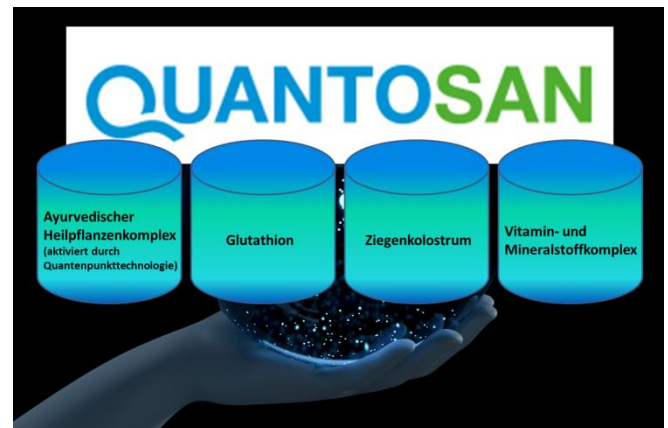 QUANTOSAN
Ayurvedischer
Heilpflanzenkomplex
(aktiviert durch
Quantenpunkttechnologie)
Glutathion
Ziegenkolostrum
Vitamin- und
Mineralstoffkomplex